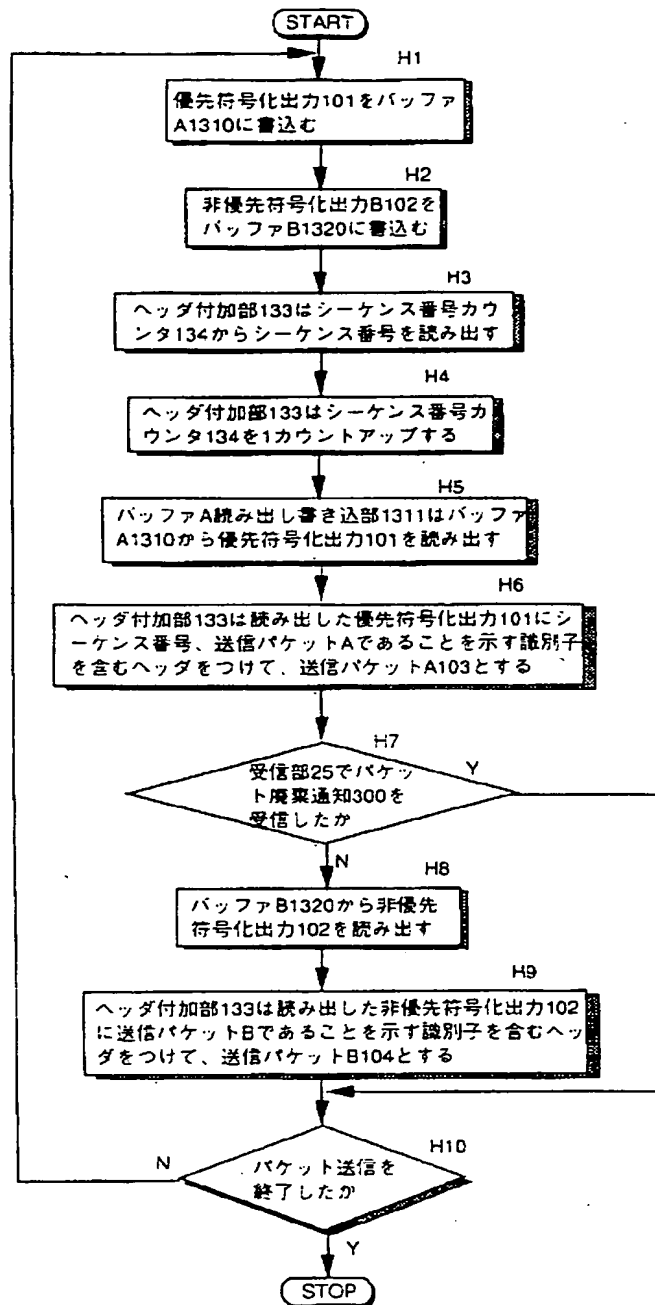 START
H1
優先符号化出力101をバッファ
A1310に書込む
H2
非優先符号化出力B102を
バッファB1320に書込む
H3
ヘッダ付加部133はシーケンス番号カウ
ンタ134からシーケンス番号を読み出す
H4
ヘッダ付加部133はシーケンス番号カ
ウンタ134を1カウントアップする
H5
バッファA読み出し書き込部1311はバッファ
A1310から優先符号化出力101を読み出す
H6
ヘッダ付加部133は読み出した優先符号化出力101にシ
ーケンス番号、送信パケットAであることを示す識別子
を含むヘッダをつけて、送信パケットA103とする
H7
受信部25でパケッ
ト廃棄通知300を
受信したか
Y
N
H8
バッファB1320から非優先
符号化出力102を読み出す
H9
ヘッダ付加部133は読み出した非優先符号化出力102
に送信パケットBであることを示す識別子を含むヘッ
ダをつけて、送信パケットB104とする
H10
N
パケット送信を
終了したか
Y
STOP